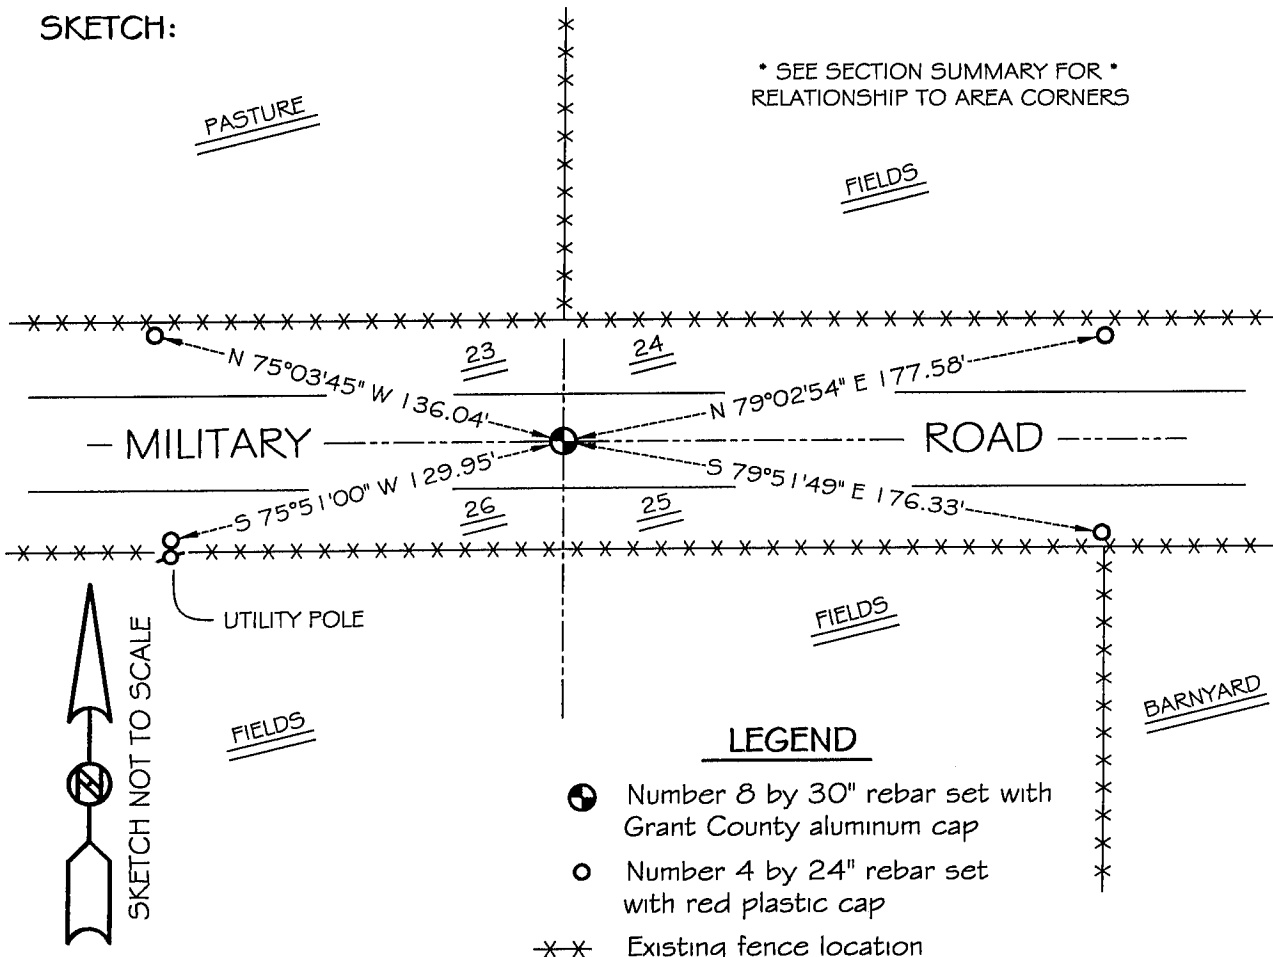 SKETCH:
* SEE SECTION SUMMARY FOR *
RELATIONSHIP TO AREA CORNERS
PASTURE
FIELDS
23
24
N 75°03'45" W 136.04'
N 79°02'54" E 177.58'
MILITARY
ROAD
S 75°51'00" W 129.95'
S 79°51'49" E 176.33'
26
25
UTILITY POLE
FIELDS
FIELDS
BARNYARD
N
SKETCH NOT TO SCALE
LEGEND
Number 8 by 30" rebar set with
Grant County aluminum cap
Number 4 by 24" rebar set
with red plastic cap
Existing fence location